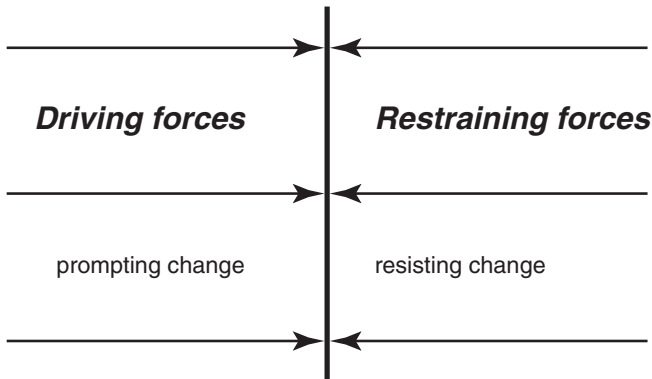 Driving forces
Restraining forces
prompting change
resisting change